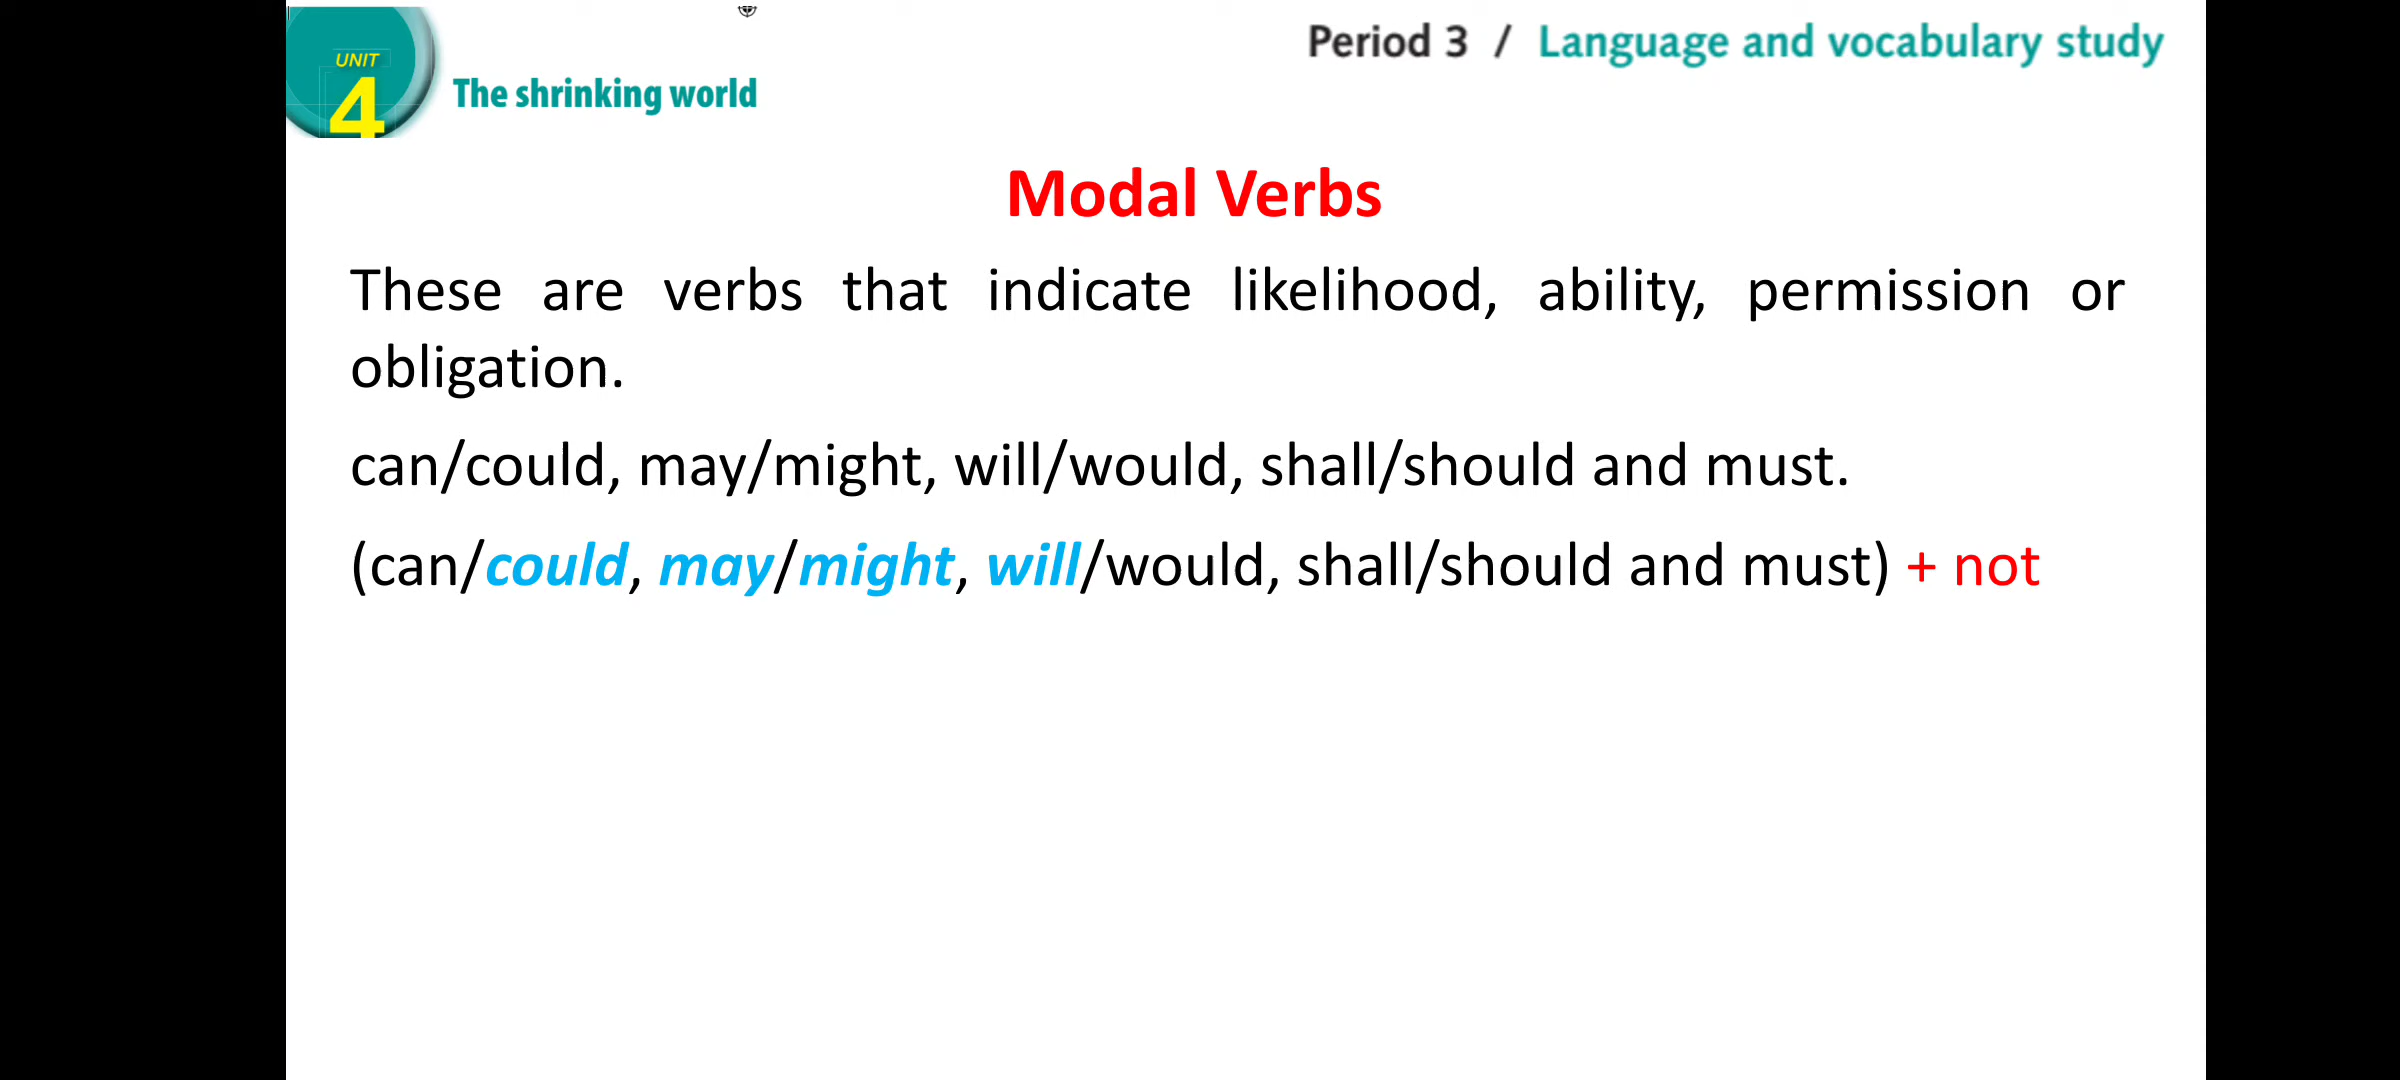 UNIT
4
The shrinking world
Period 3 / Language and vocabulary study
Modal Verbs
These are verbs that indicate likelihood, ability, permission or
obligation.
can/could, may/might, will/would, shall/should and must.
(can/could, may/might, will/would, shall/should and must) + not